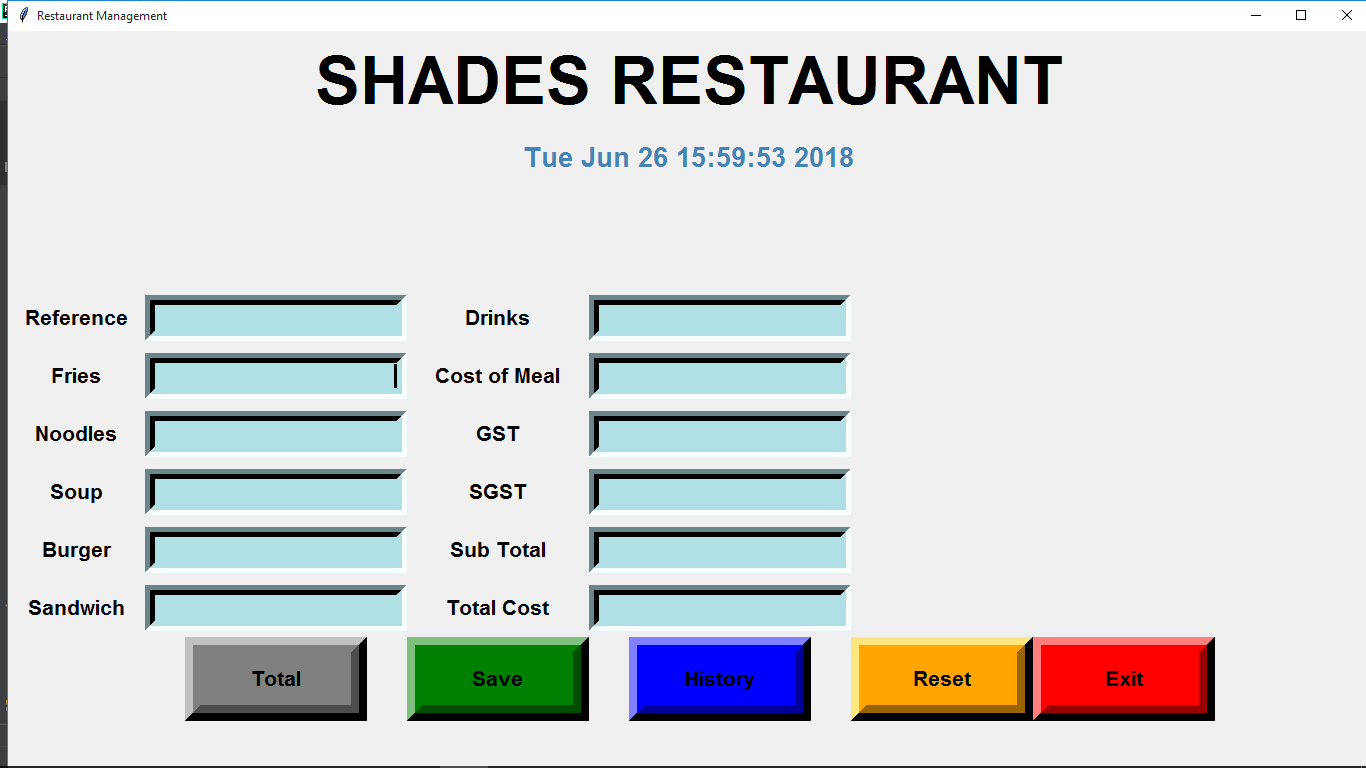 Restaurant Management
SHADES RESTAURANT
Tue Jun 26 15:59:53 2018
Reference
Drinks
Fries
Cost of Meal
Noodles
GST
Soup
SGST
Burger
Sub Total
Sandwich
Total Cost
Total
Save
History
Reset
Exit